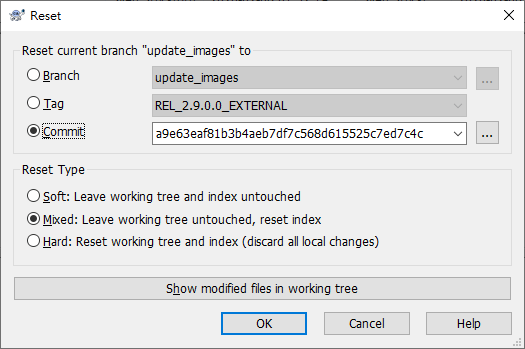 Reset
Reset current branch "update_images" to
Branch
update_images
...
Tag
REL_2.9.0.0_EXTERNAL
Commit
a9e63eaf81b3b4aeb7df7c568d615525c7ed7c4c
...
Reset Type
Soft: Leave working tree and index untouched
Mixed: Leave working tree untouched, reset index
Hard: Reset working tree and index (discard all local changes)
Show modified files in working tree
OK
Cancel
Help